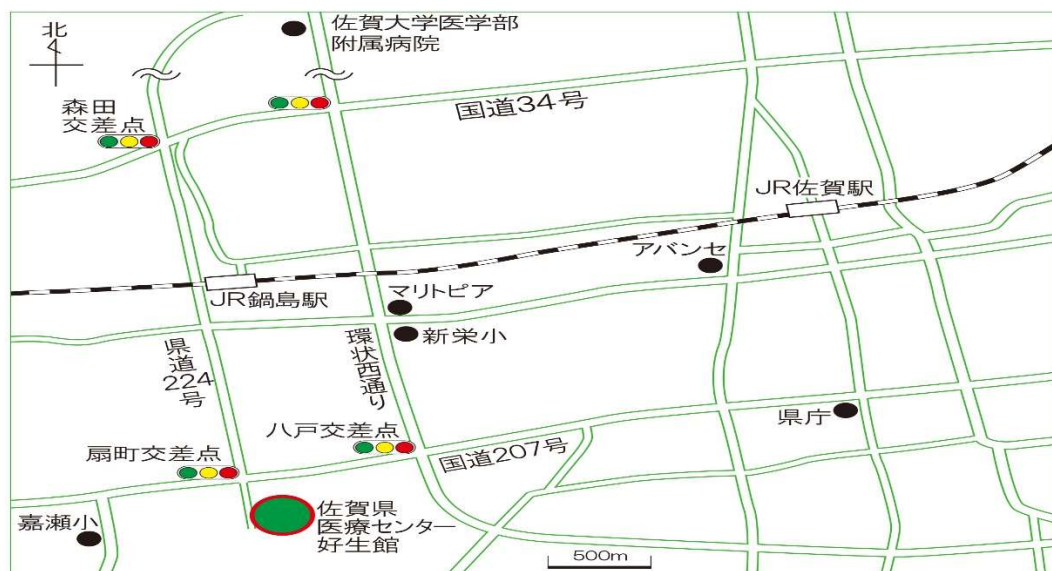 北
佐賀大学医学部
附属病院
森田
交差点
国道34号
JR佐賀駅
アバンセ
JR鍋島駅
マリトピア
新栄小
県道224号
環状西通り
県庁
八戸交差点
国道207号
扇町交差点
嘉瀬小
佐賀県
医療センター
好生館
500m